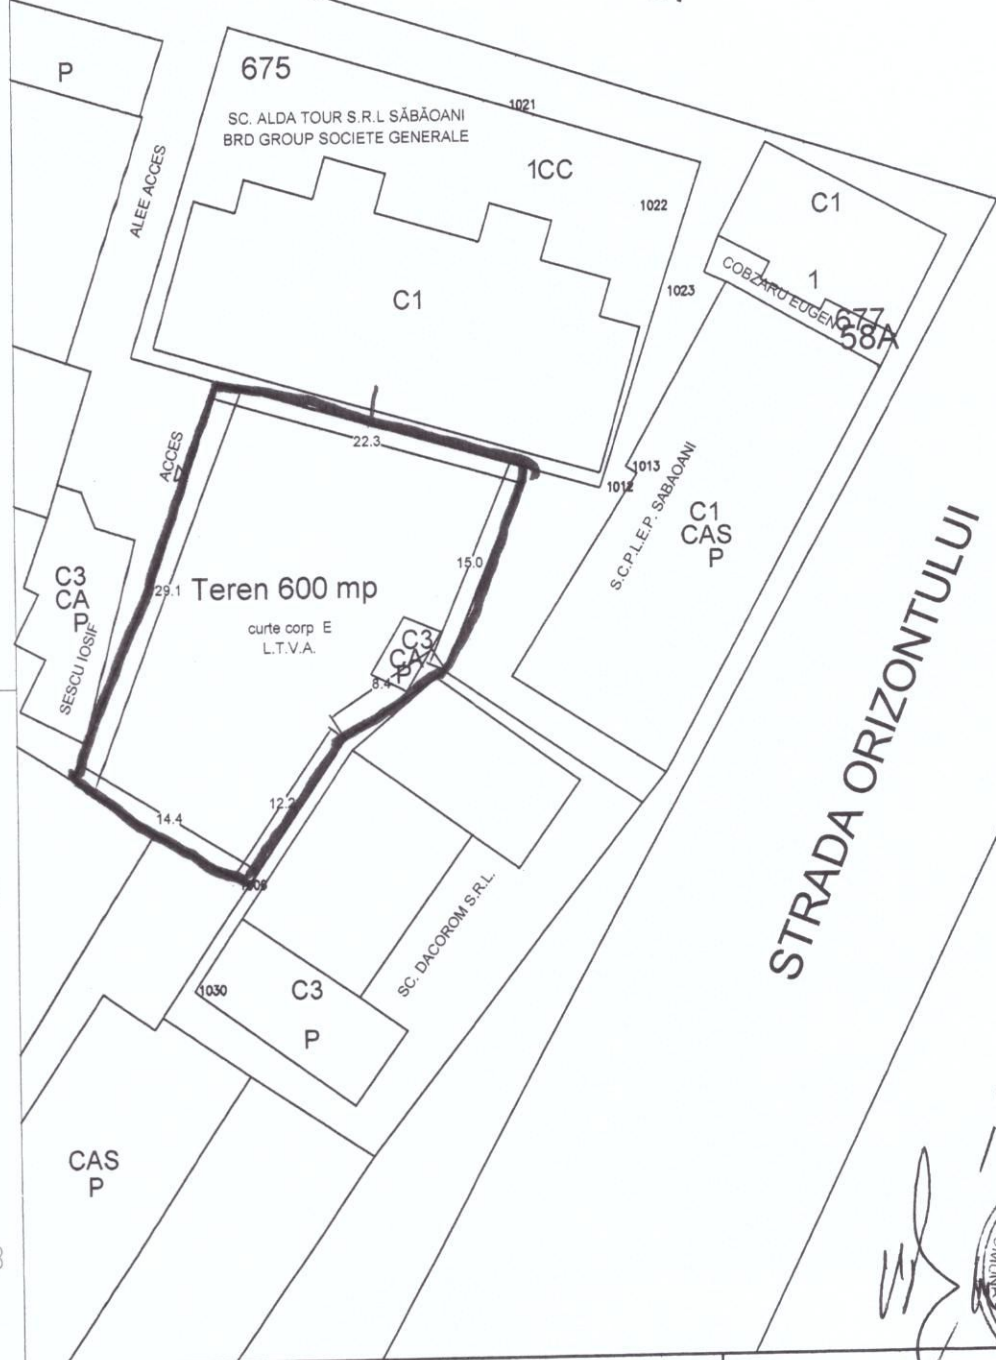 P
675
SC. ALDA TOUR S.R.L SĂBĂOANI
BRD GROUP SOCIETE GENERALE
1021
1CC
1022
C1
ALEE ACCES
COBZARU EUGEN
1
677
58A
1023
C1
22.3
ACCES
1013
1012
S.C.P.L.E.P. SABAOANI
C1
CAS
P
15.0
29.1
Teren 600 mp
curte corp E
L.T.V.A.
C3
CA
P
8.4
C3
CA
P
SESCU IOSIF
STRADA ORIZONTULUI
14.4
12.2
SC. DACOROM S.R.L.
1030
C3
P
CAS
P